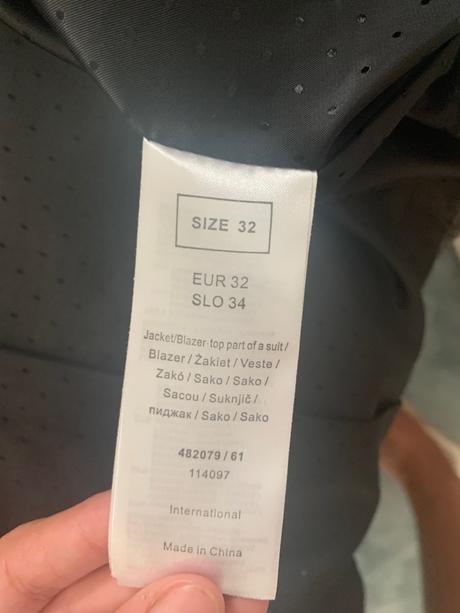 SIZE 32
EUR 32
SLO 34
Jacket/Blazer-top part of a suit/
Blazer / Żakiet / Veste /
Zakó / Sako / Sako /
Sacou / Suknjič /
пиджак / Sako / Sako
482079 / 61
114097
International
Made in China